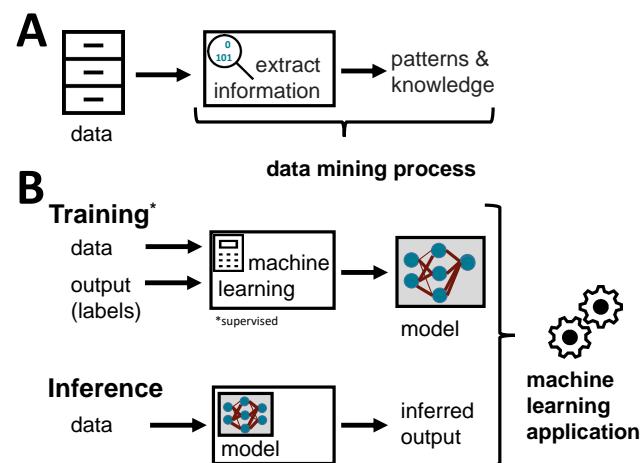 A
0
101
extract
information
patterns &
knowledge
data
data mining process
B
Training*
data
output
(labels)
machine
learning
*supervised
model
Inference
data
model
inferred
output
machine
learning
application